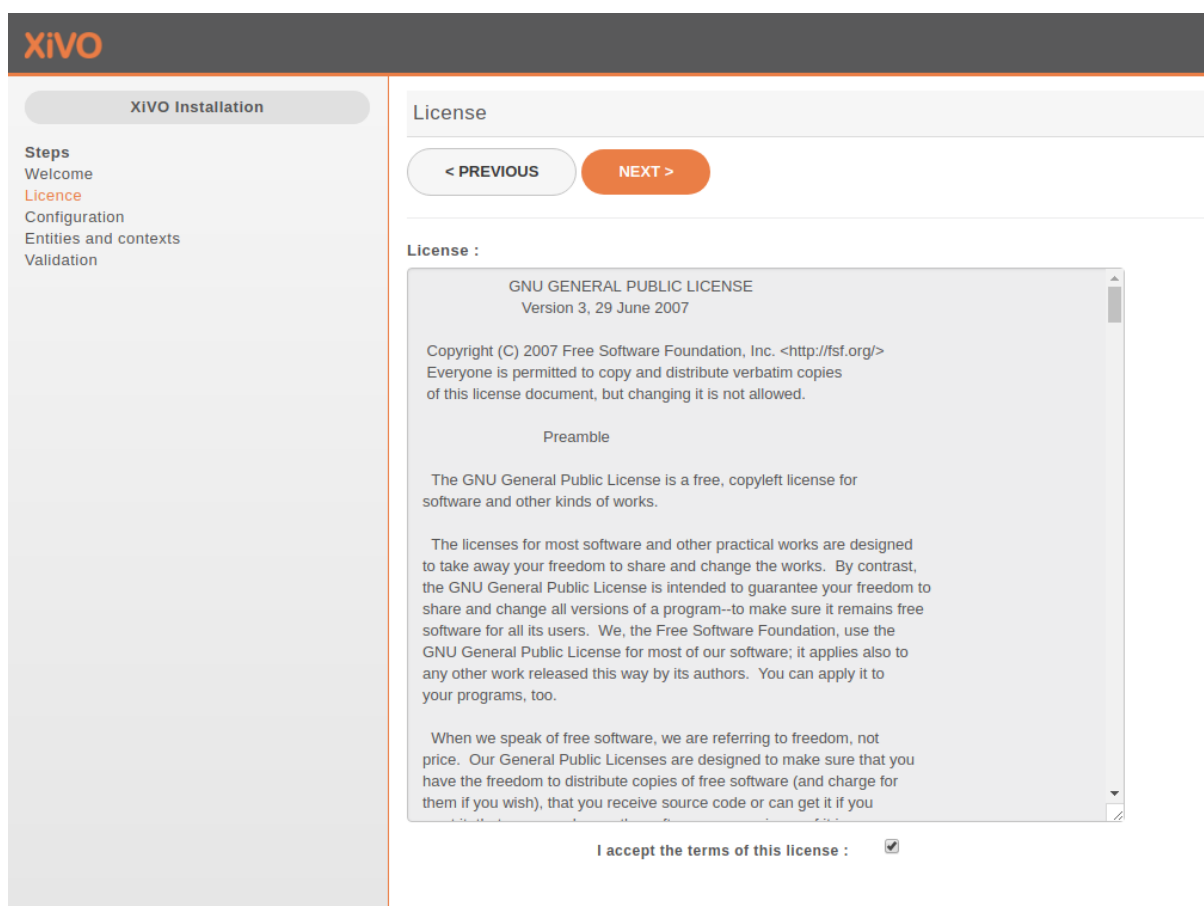 XiVO
XiVO Installation
Steps
Welcome
Licence
Configuration
Entities and contexts
Validation
License
< PREVIOUS
NEXT >
License :
GNU GENERAL PUBLIC LICENSE
Version 3, 29 June 2007
Copyright (C) 2007 Free Software Foundation, Inc. <http://fsf.org/>
Everyone is permitted to copy and distribute verbatim copies
of this license document, but changing it is not allowed.
Preamble
The GNU General Public License is a free, copyleft license for
software and other kinds of works.
The licenses for most software and other practical works are designed
to take away your freedom to share and change the works.  By contrast,
the GNU General Public License is intended to guarantee your freedom to
share and change all versions of a program--to make sure it remains free
software for all its users.  We, the Free Software Foundation, use the
GNU General Public License for most of our software; it applies also to
any other work released this way by its authors.  You can apply it to
your programs, too.
When we speak of free software, we are referring to freedom, not
price.  Our General Public Licenses are designed to make sure that you
have the freedom to distribute copies of free software (and charge for
them if you wish), that you receive source code or can get it if you
I accept the terms of this license :